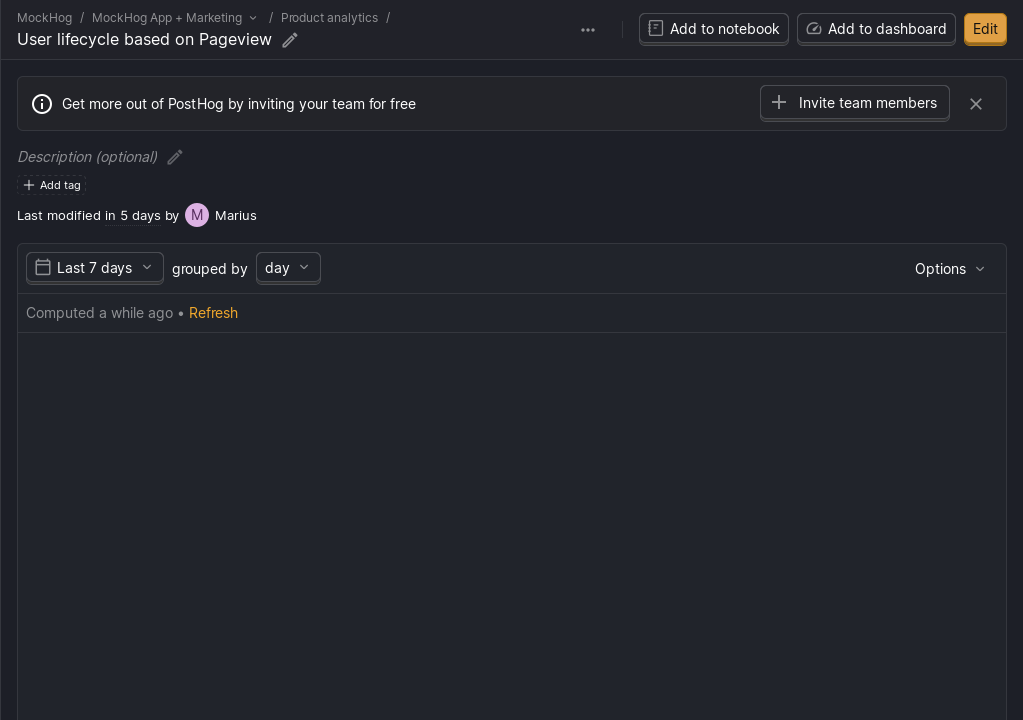 MockHog / MockHog App + Marketing / Product analytics /
User lifecycle based on Pageview
Add to notebook
Add to dashboard
Edit
Get more out of PostHog by inviting your team for free
Invite team members
Description (optional)
Add tag
Last modified in 5 days by M Marius
Last 7 days grouped by day
Options
Computed a while ago • Refresh